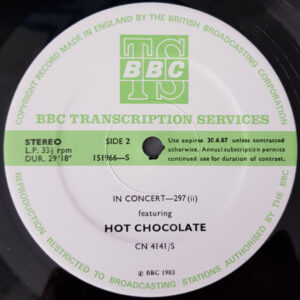 COPYRIGHT RECORD MADE IN ENGLAND BY THE BRITISH BROADCASTING CORPORATION
TS
BBC
BBC TRANSCRIPTION SERVICES
STEREO
L.P. 33⅓ rpm
DUR. 29'18"
SIDE 2
151966—S
Use expires 30.6.87 unless contracted
otherwise. Annual subscription permits
continued use for duration of contract.
IN CONCERT—297 (ii)
featuring
HOT CHOCOLATE
CN 4141/S
℗ BBC 1983
REPRODUCTION RESTRICTED TO BROADCASTING STATIONS AUTHORISED BY THE BBC